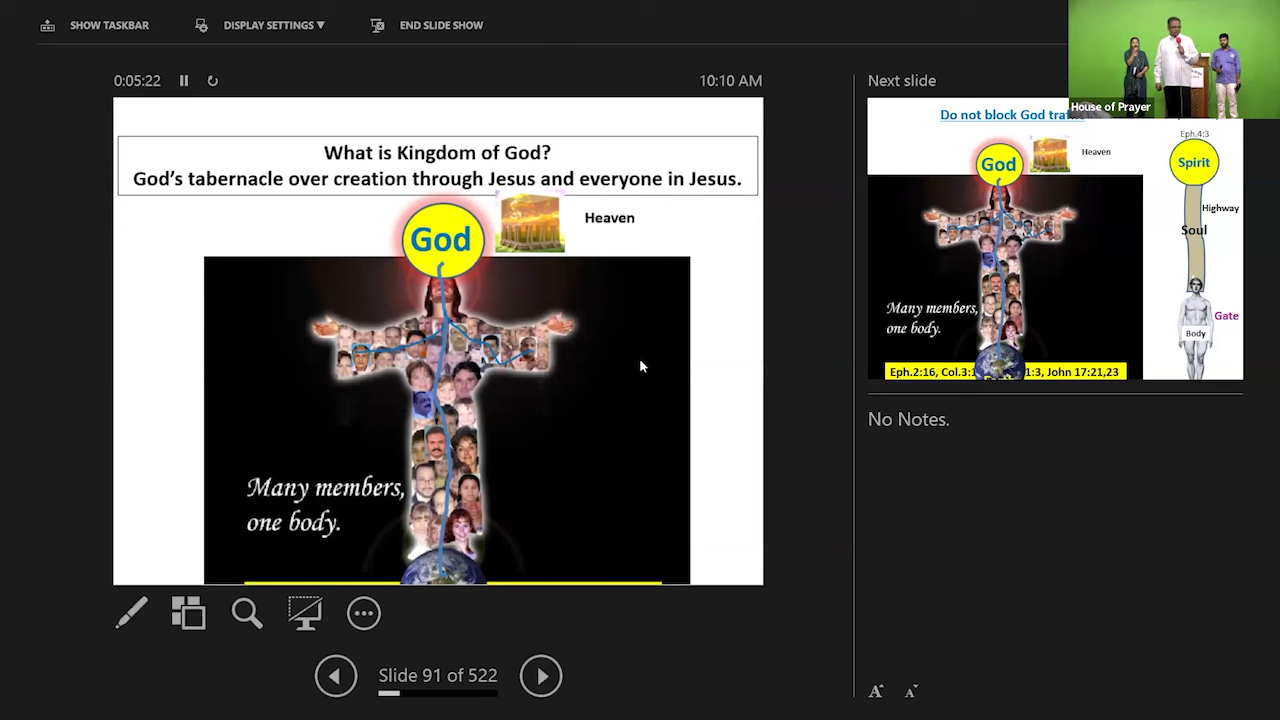 SHOW TASKBAR
DISPLAY SETTINGS ▼
END SLIDE SHOW
0:05:22
10:10 AM
What is Kingdom of God?
God's tabernacle over creation through Jesus and everyone in Jesus.
God
Heaven
Many members,
one body.
Slide 91 of 522
Next slide
House of Prayer
Do not block God
Eph.4:3
God
Heaven
Spirit
Highway
Soul
Many members,
one body.
Gate
Body
Eph.2:16, Col.3:1
1:3, John 17:21,23
No Notes.
A
A